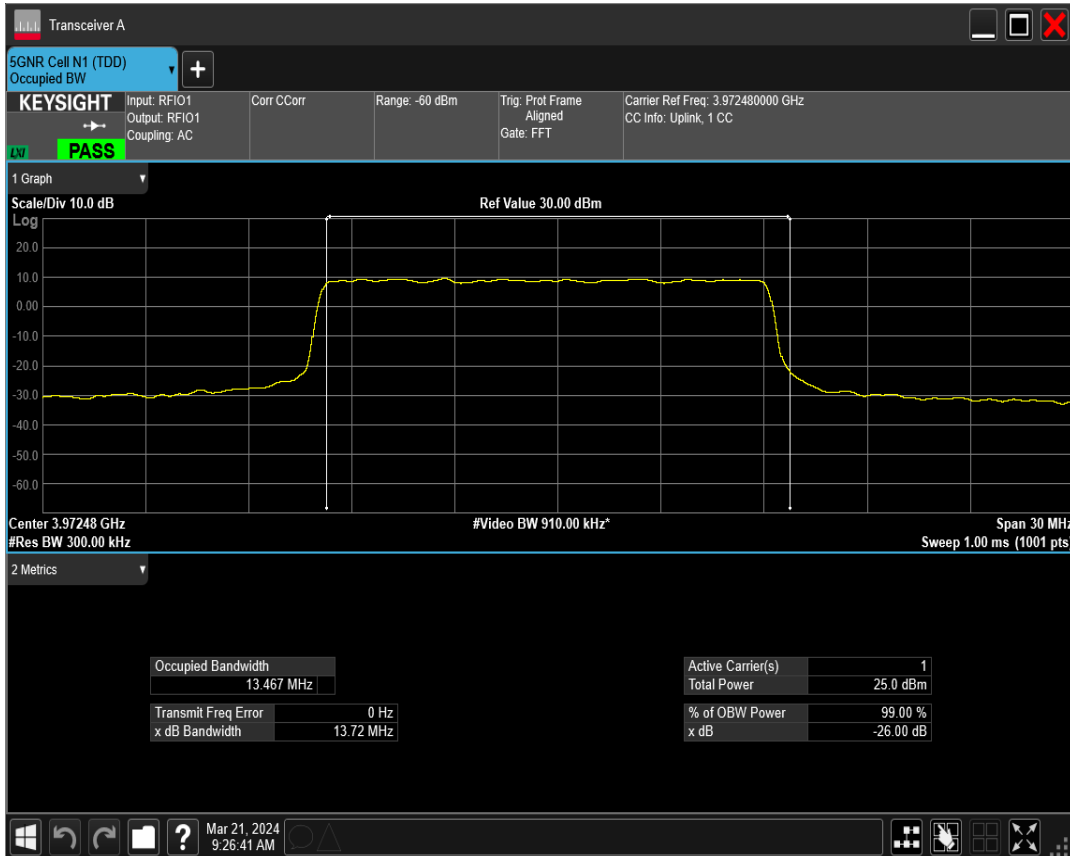 Transceiver A
5GNR Cell N1 (TDD)
Occupied BW
+
KEYSIGHT
LXI
PASS
Input: RFIO1
Output: RFIO1
Coupling: AC
Corr CCorr
Range: -60 dBm
Trig: Prot Frame
Aligned
Gate: FFT
Carrier Ref Freq: 3.972480000 GHz
CC Info: Uplink, 1 CC
1 Graph
Scale/Div 10.0 dB
Ref Value 30.00 dBm
Log
20.0
10.0
0.00
-10.0
-20.0
-30.0
-40.0
-50.0
-60.0
Center 3.97248 GHz
#Video BW 910.00 kHz*
Span 30 MHz
#Res BW 300.00 kHz
Sweep 1.00 ms (1001 pts)
2 Metrics
Occupied Bandwidth
13.467 MHz
Transmit Freq Error 0 Hz
x dB Bandwidth 13.72 MHz
Active Carrier(s) 1
Total Power 25.0 dBm
% of OBW Power 99.00 %
x dB -26.00 dB
?
Mar 21, 2024
9:26:41 AM